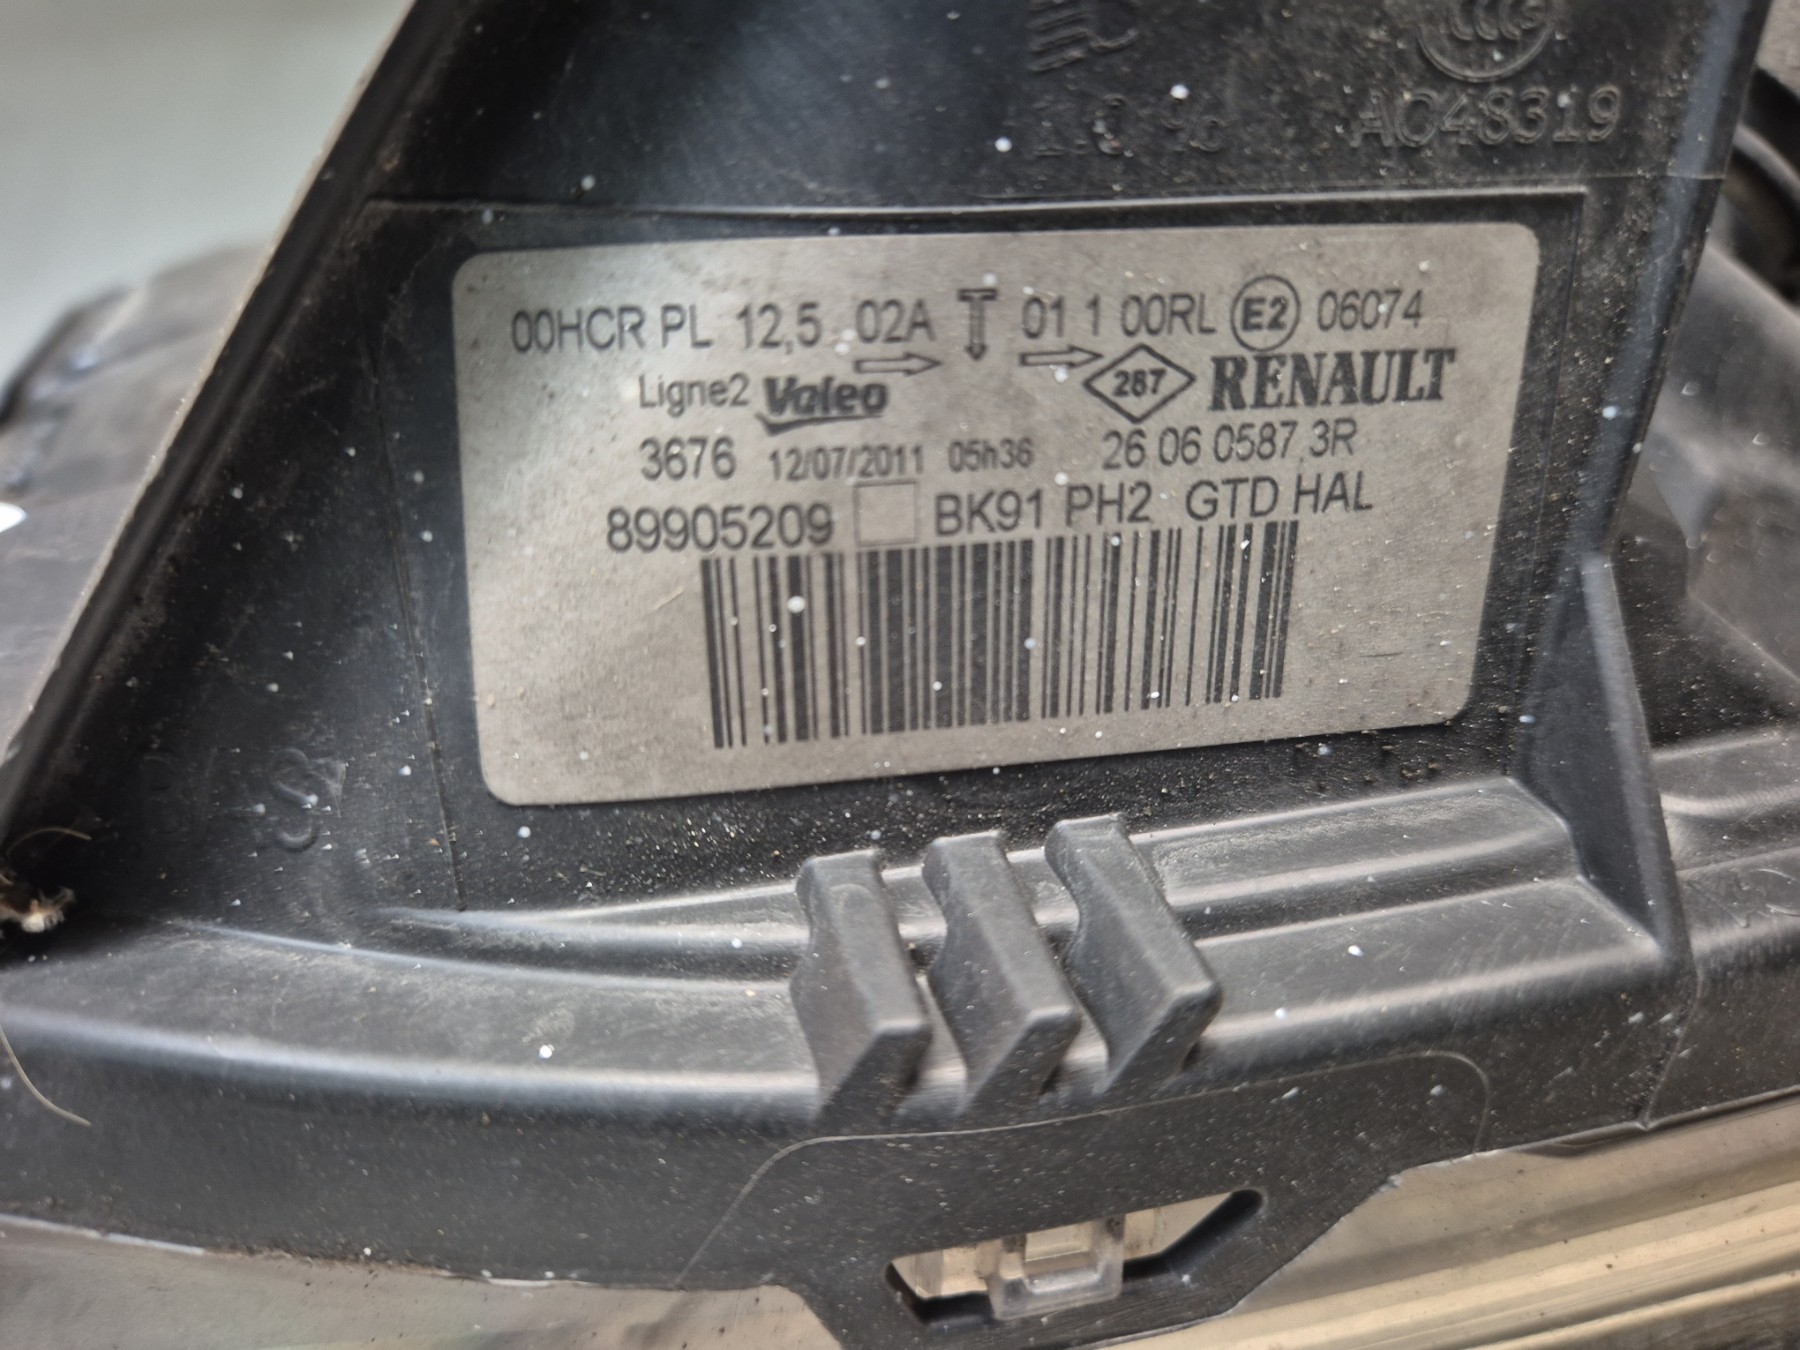 AC48319
00HCR PL 12,5 02A 01 1 00RL E2 06074
Ligne2 Valeo 267 RENAULT
3676 12/07/2011 05h36 26 06 0587 3R
89905209 BK91 PH2 GTD HAL